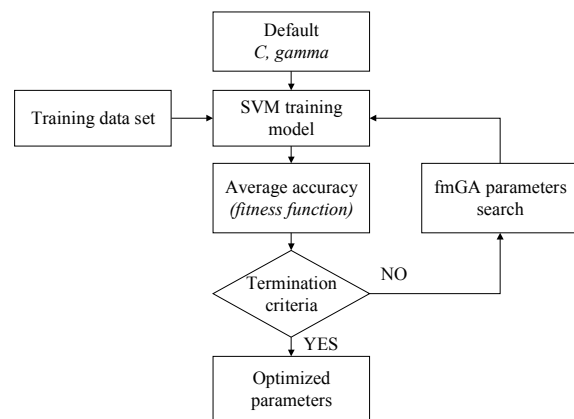 Default
C, gamma
Training data set
SVM training
model
Average accuracy
(fitness function)
fmGA parameters
search
Termination
criteria
NO
YES
Optimized
parameters